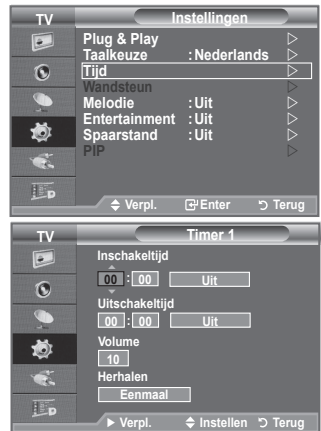 TV Instellingen
Plug & Play
Taalkeuze : Nederlands
Tijd
Wandsteun
Melodie : Uit
Entertainment : Uit
Spaarstand : Uit
PIP
Verpl. Enter Terug
TV Timer 1
Inschakeltijd
00 : 00 Uit
Uitschakeltijd
00 : 00 Uit
Volume
10
Herhalen
Eenmaal
Verpl. Instellen Terug